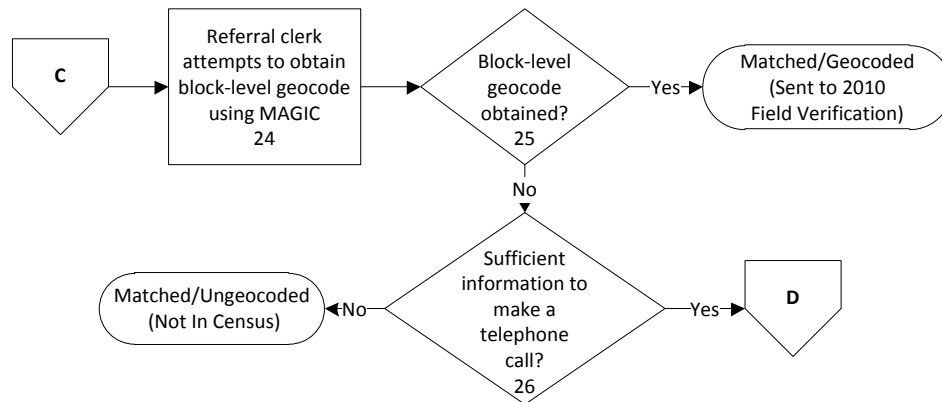 C
Referral clerk
attempts to obtain
block-level geocode
using MAGIC
24
Block-level
geocode
obtained?
25
Yes
Matched/Geocoded
(Sent to 2010
Field Verification)
No
Sufficient
information to
make a
telephone
call?
26
No
Matched/Ungeocoded
(Not In Census)
Yes
D